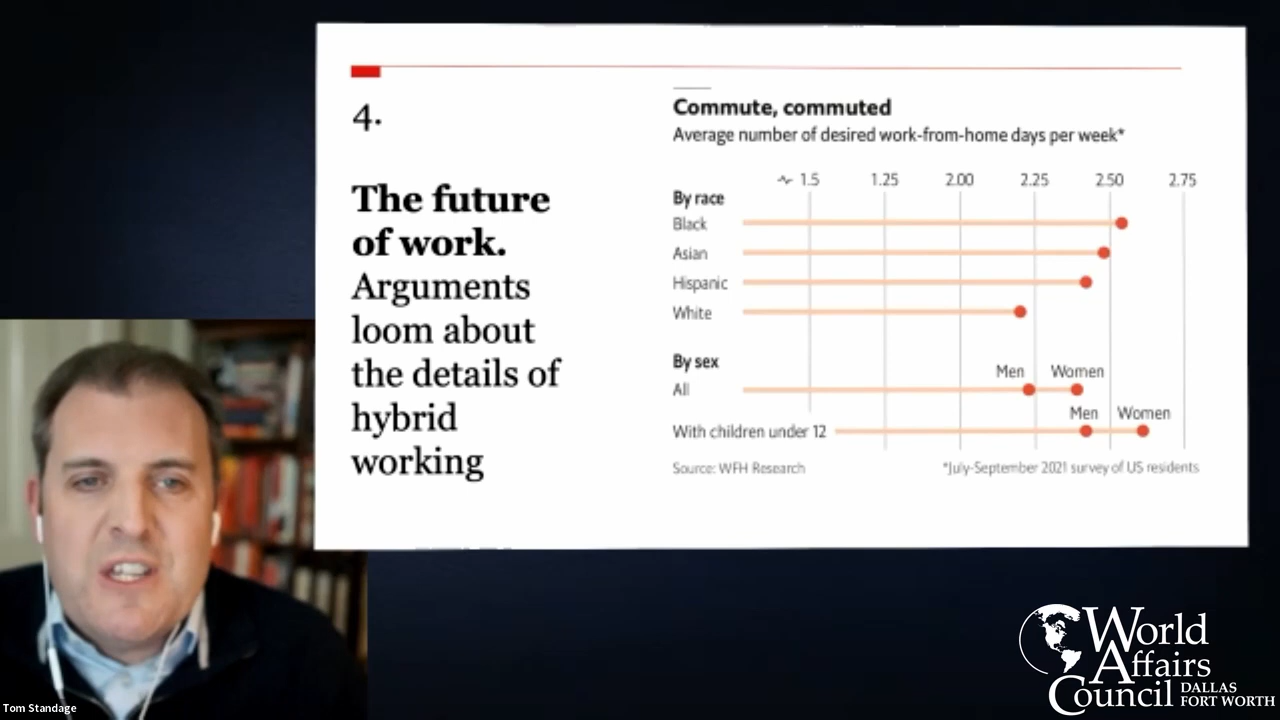 4.
The future
of work.
Arguments
loom about
the details of
hybrid
working
Commute, commuted
Average number of desired work-from-home days per week*
1.5 1.25 2.00 2.25 2.50 2.75
By race
Black
Asian
Hispanic
White
By sex
Men Women
All
Men Women
With children under 12
Source: WFH Research
*July-September 2021 survey of US residents
Tom Standage
World
Affairs
Council DALLAS
FORT WORTH